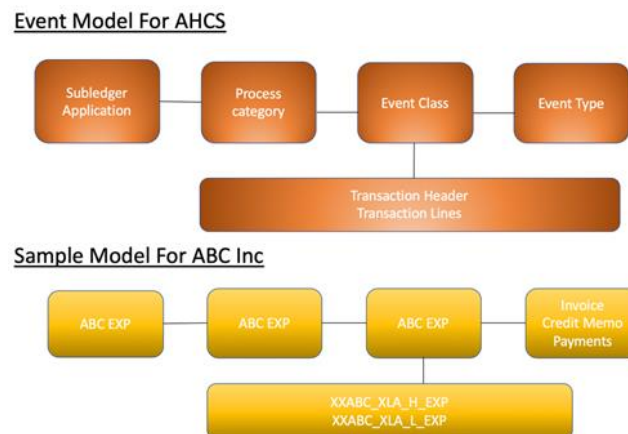 Event Model For AHCS
Subledger
Application
Process
category
Event Class
Event Type
Transaction Header
Transaction Lines
Sample Model For ABC Inc
ABC EXP
ABC EXP
ABC EXP
Invoice
Credit Memo
Payments
XXABC_XLA_H_EXP
XXABC_XLA_L_EXP